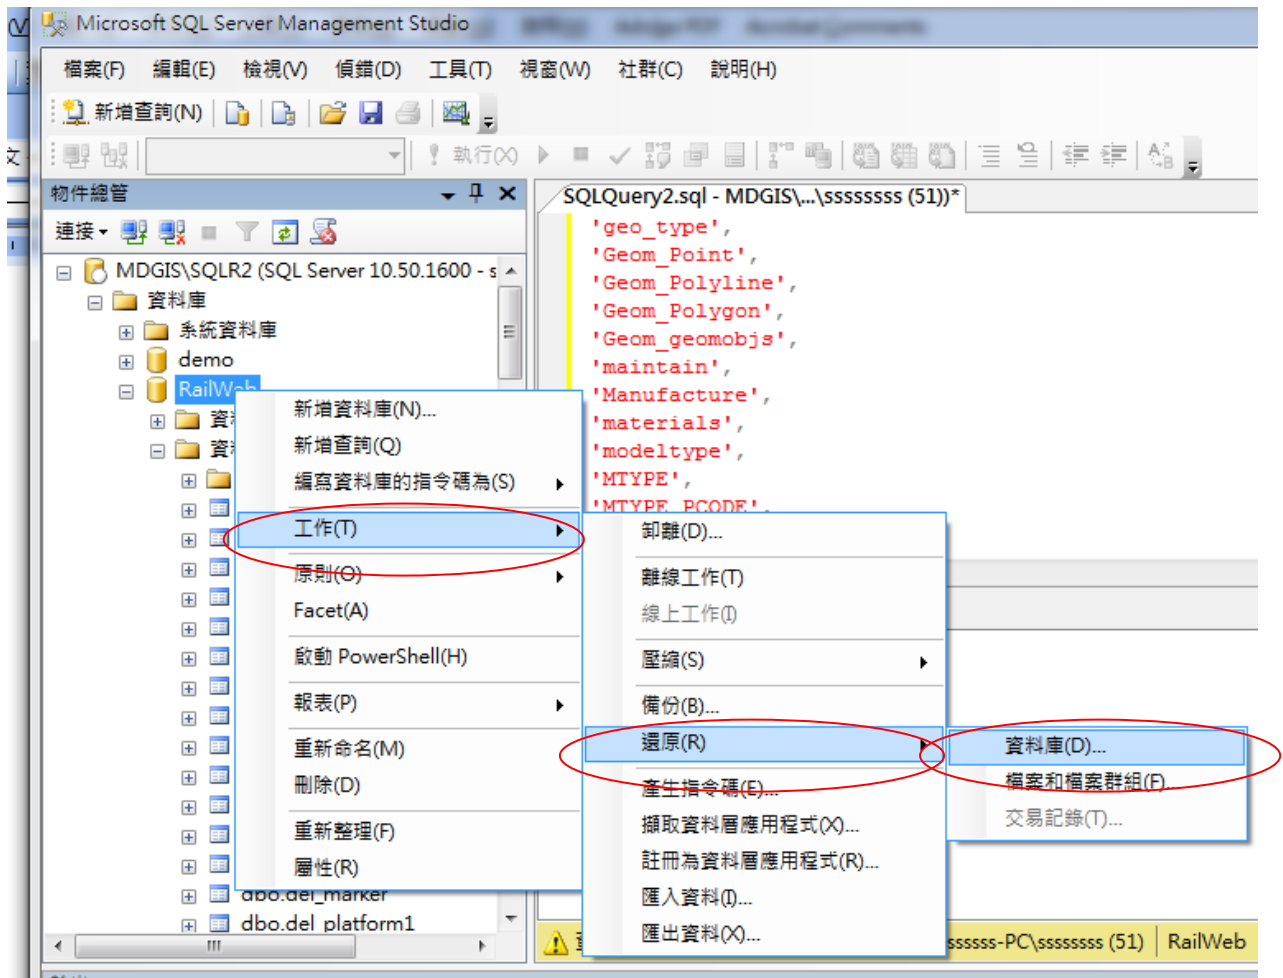 Microsoft SQL Server Management Studio
檔案(F) 編輯(E) 檢視(V) 偵錯(D) 工具(T) 視窗(W) 社群(C) 說明(H)
新增查詢(N)
執行(X)
物件總管
SQLQuery2.sql - MDGIS\...\ssssssss (51))*
連接
MDGIS\SQLR2 (SQL Server 10.50.1600 - s
資料庫
系統資料庫
demo
RailWeb
'geo_type',
'Geom_Point',
'Geom_Polyline',
'Geom_Polygon',
'Geom_geomobjs',
'maintain',
'Manufacture',
'materials',
'modeltype',
'MTYPE',
'MTYPE_PCODE',
新增資料庫(N)...
新增查詢(Q)
編寫資料庫的指令碼為(S)
工作(T)
原則(O)
Facet(A)
啟動 PowerShell(H)
報表(P)
重新命名(M)
刪除(D)
重新整理(F)
屬性(R)
卸離(D)...
離線工作(T)
線上工作(I)
壓縮(S)
備份(B)...
還原(R)
產生指令碼(E)...
擷取資料層應用程式(X)...
註冊為資料層應用程式(R)...
匯入資料(I)...
匯出資料(X)...
資料庫(D)...
檔案和檔案群組(F)...
交易記錄(T)...
dbo.del_marker
dbo.del_platform1
ssssss-PC\ssssssss (51)
RailWeb